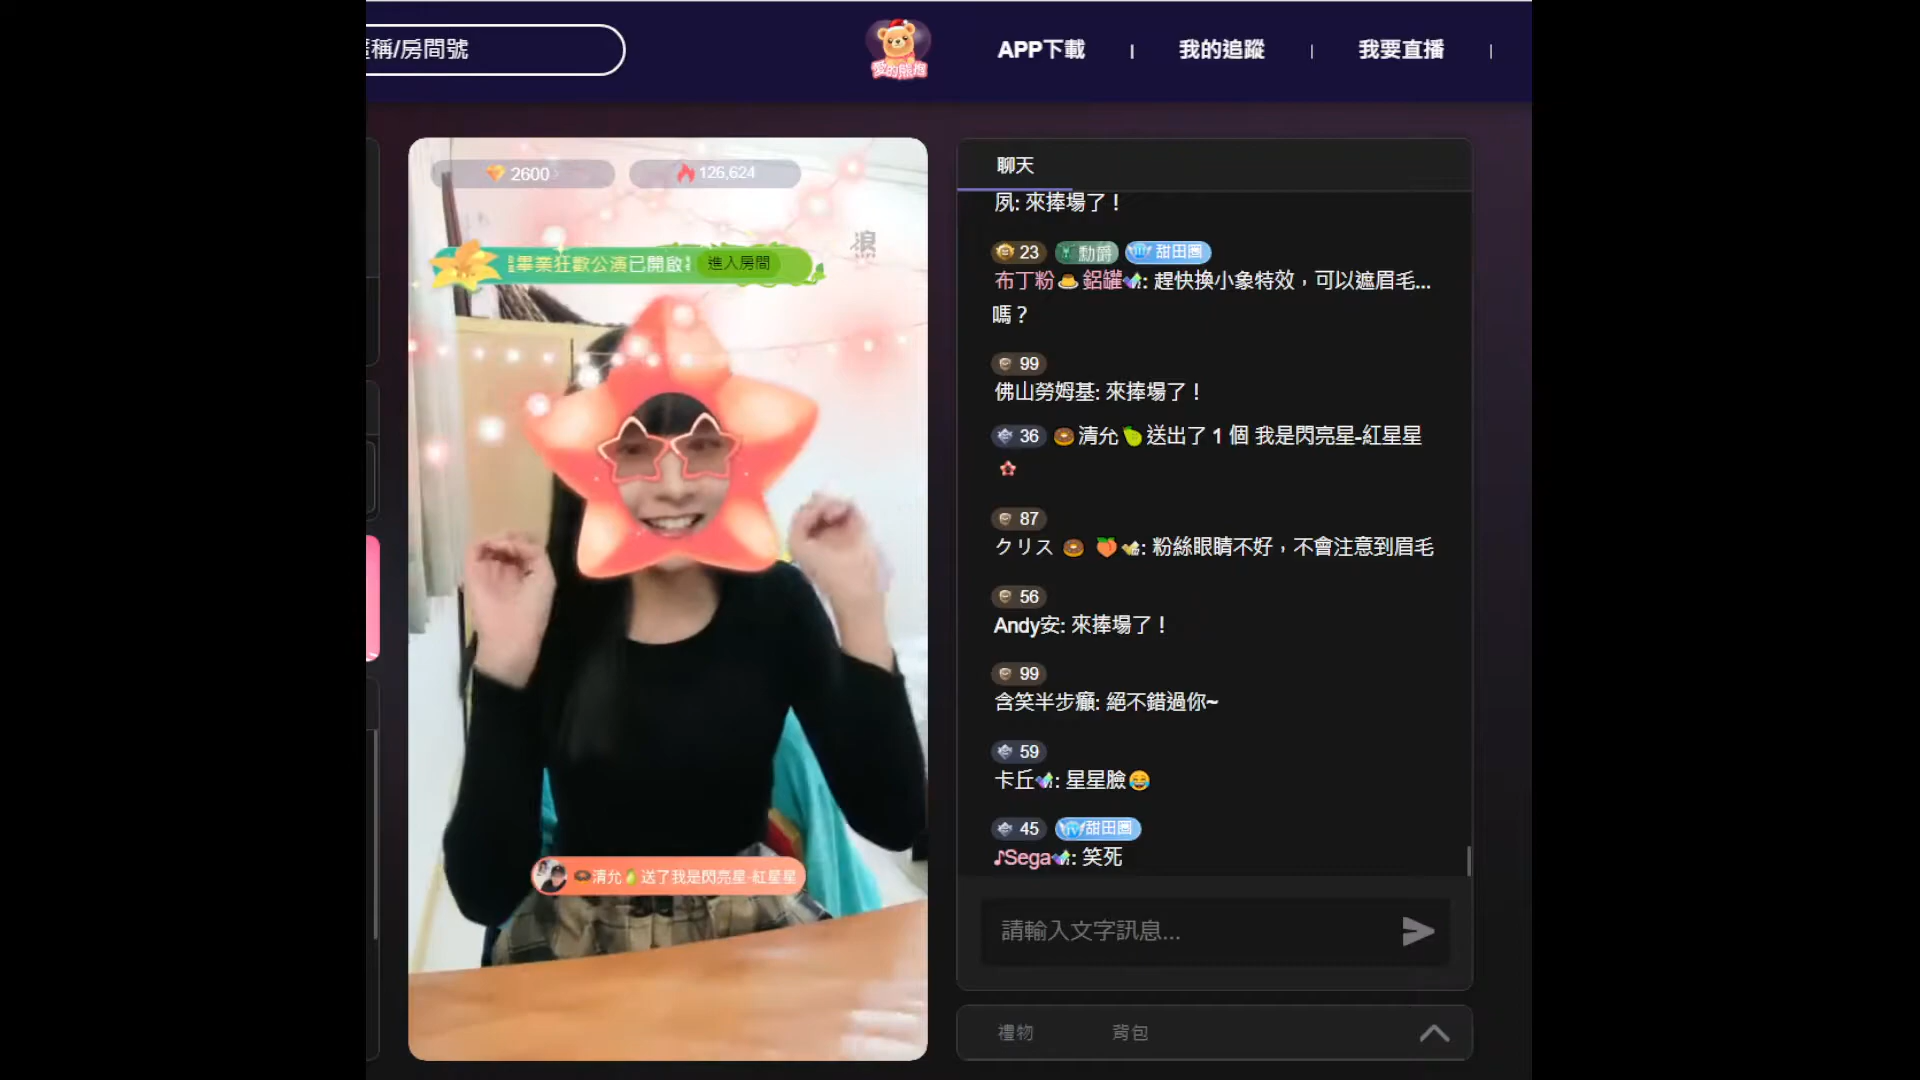 稱/房間號
愛的熊抱
APP下載
我的追蹤
我要直播
2600
126,624
浪
畢業狂歡公演已開啟
進入房間
清允
送了我是閃亮星-紅星星
聊天
夙: 來捧場了！
23 勳爵 甜田圈
布丁粉鋁罐: 趕快換小象特效，可以遮眉毛...
嗎？
99
佛山勞姆基: 來捧場了！
36 清允送出了 1 個 我是閃亮星-紅星星
87
クリス: 粉絲眼睛不好，不會注意到眉毛
56
Andy安: 來捧場了！
99
含笑半步癲: 絕不錯過你~
59
卡丘: 星星臉
45 IV 甜田圈
♪Sega: 笑死
請輸入文字訊息...
禮物
背包